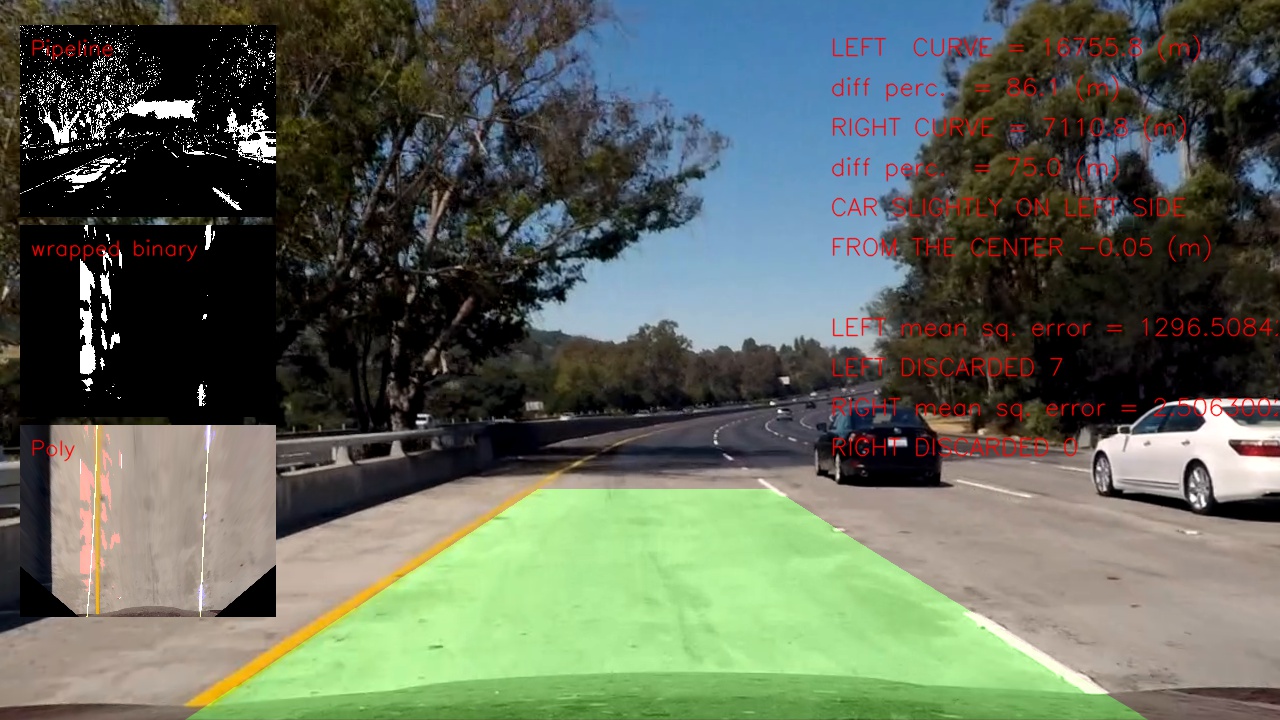 Pipeline
wrapped binary
Poly
LEFT CURVE = 16755.8 (m)
diff perc. = 86.1 (m)
RIGHT CURVE = 7110.8 (m)
diff perc. = 75.0 (m)
CAR SLIGHTLY ON LEFT SIDE
FROM THE CENTER -0.05 (m)
LEFT mean sq. error = 1296.5084
LEFT DISCARDED 7
RIGHT mean sq. error = 2.506300
RIGHT DISCARDED 0